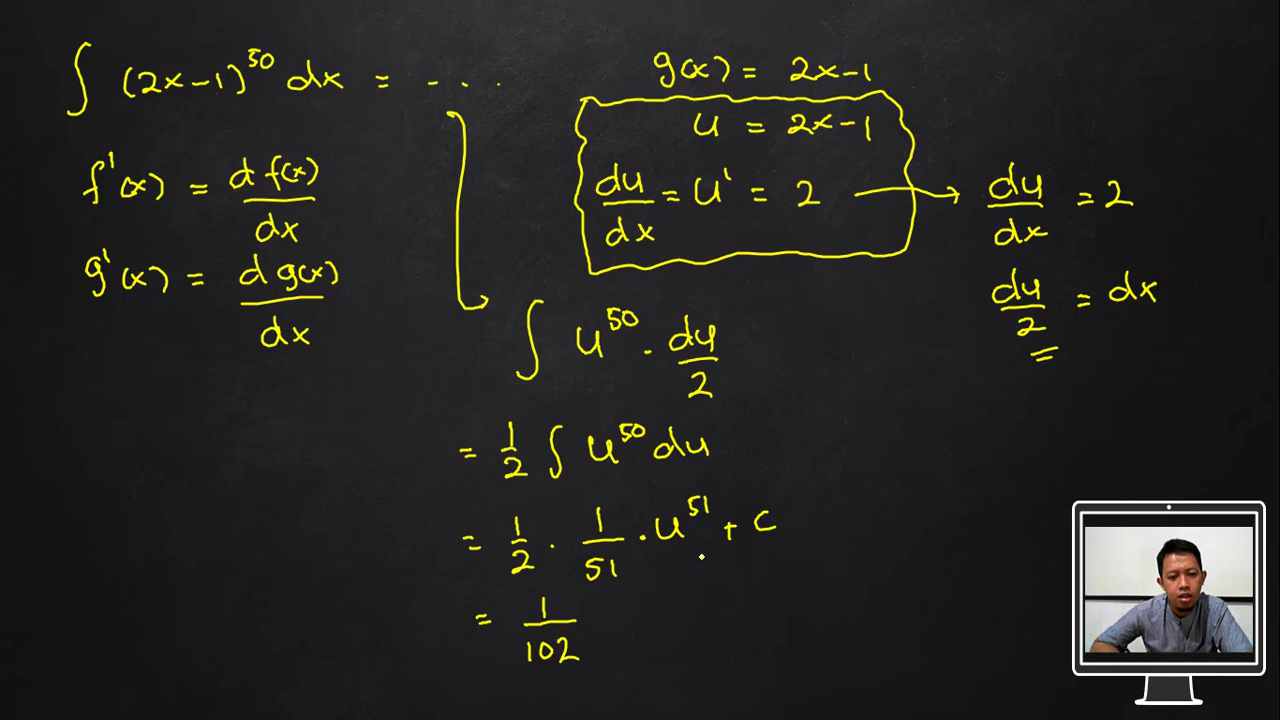 ∫ (2x-1)^50 dx = ...
f'(x) = d f(x) / dx
g'(x) = d g(x) / dx
g(x) = 2x-1
u = 2x-1
du/dx = u' = 2 →
du/dx = 2
du/2 = dx
∫ u^50 . du/2
= 1/2 ∫ u^50 du
= 1/2 . 1/51 . u^51 + c
= 1/102